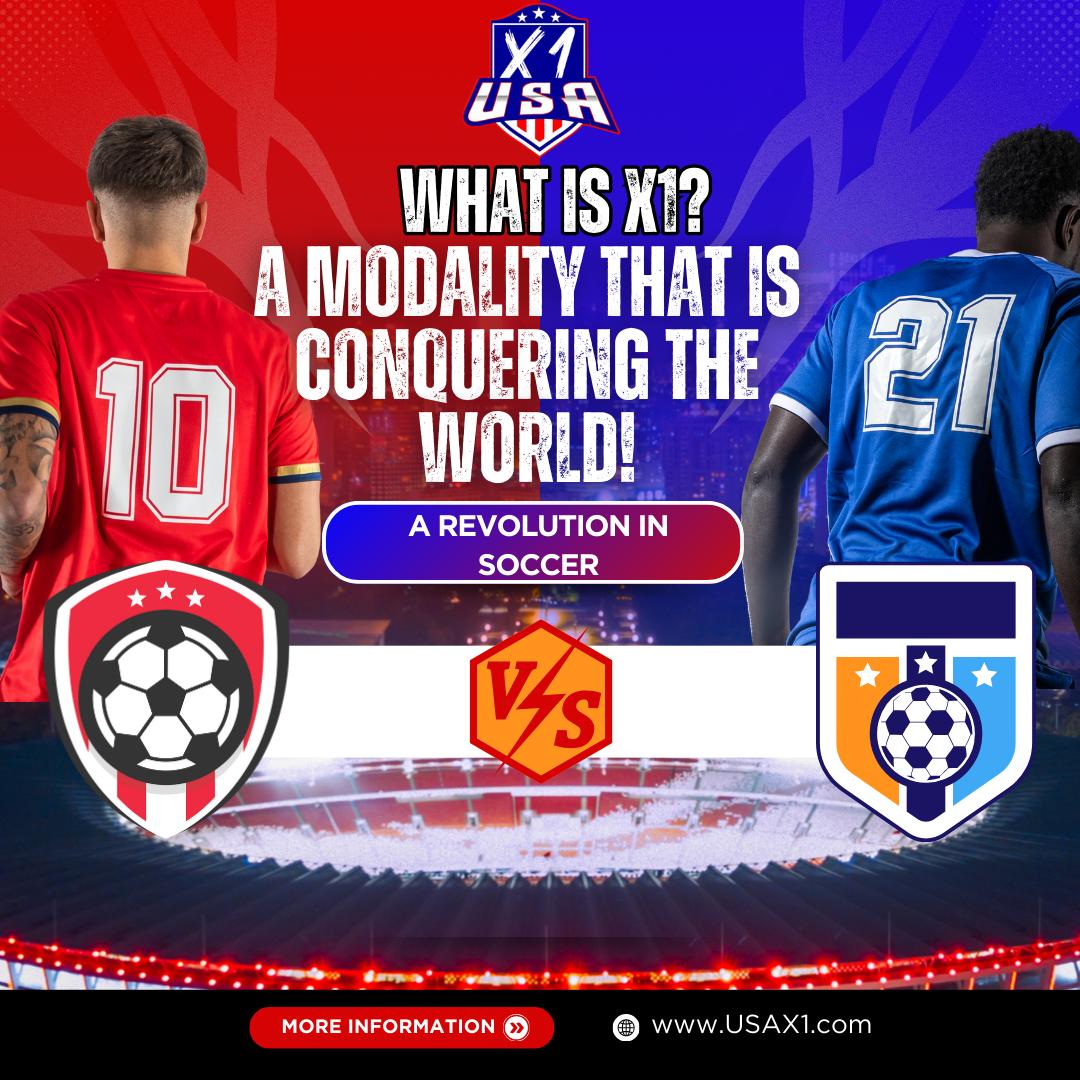 X1
USA
WHAT IS X1?
A MODALITY THAT IS
CONQUERING THE
WORLD!
10
21
A REVOLUTION IN
SOCCER
VS
MORE INFORMATION
www.USAX1.com